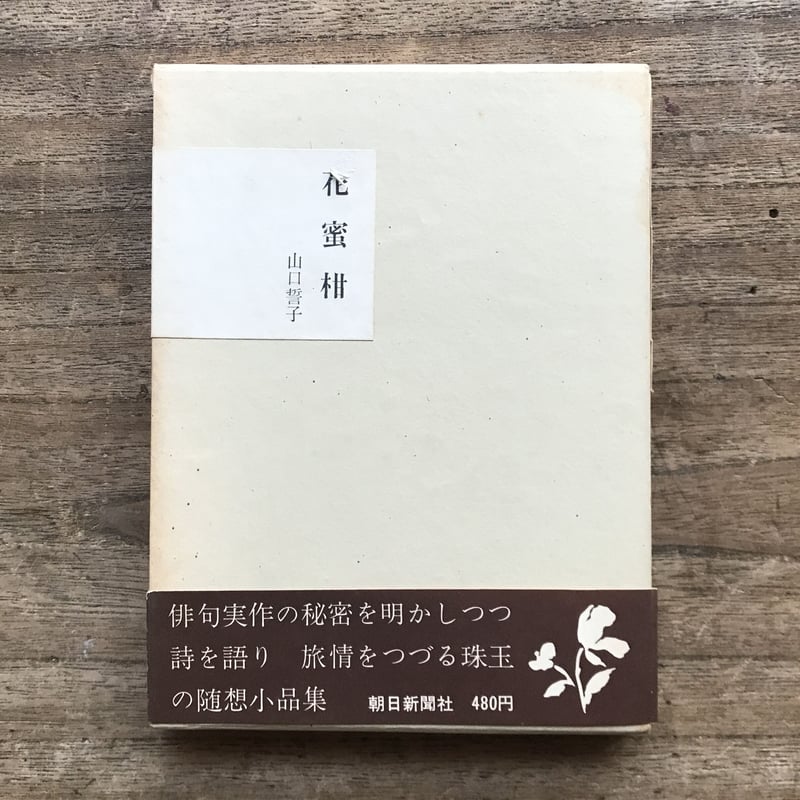 花蜜柑
山口誓子
俳句実作の秘密を明かしつつ
詩を語り　旅情をつづる珠玉
の随想小品集　朝日新聞社　480円